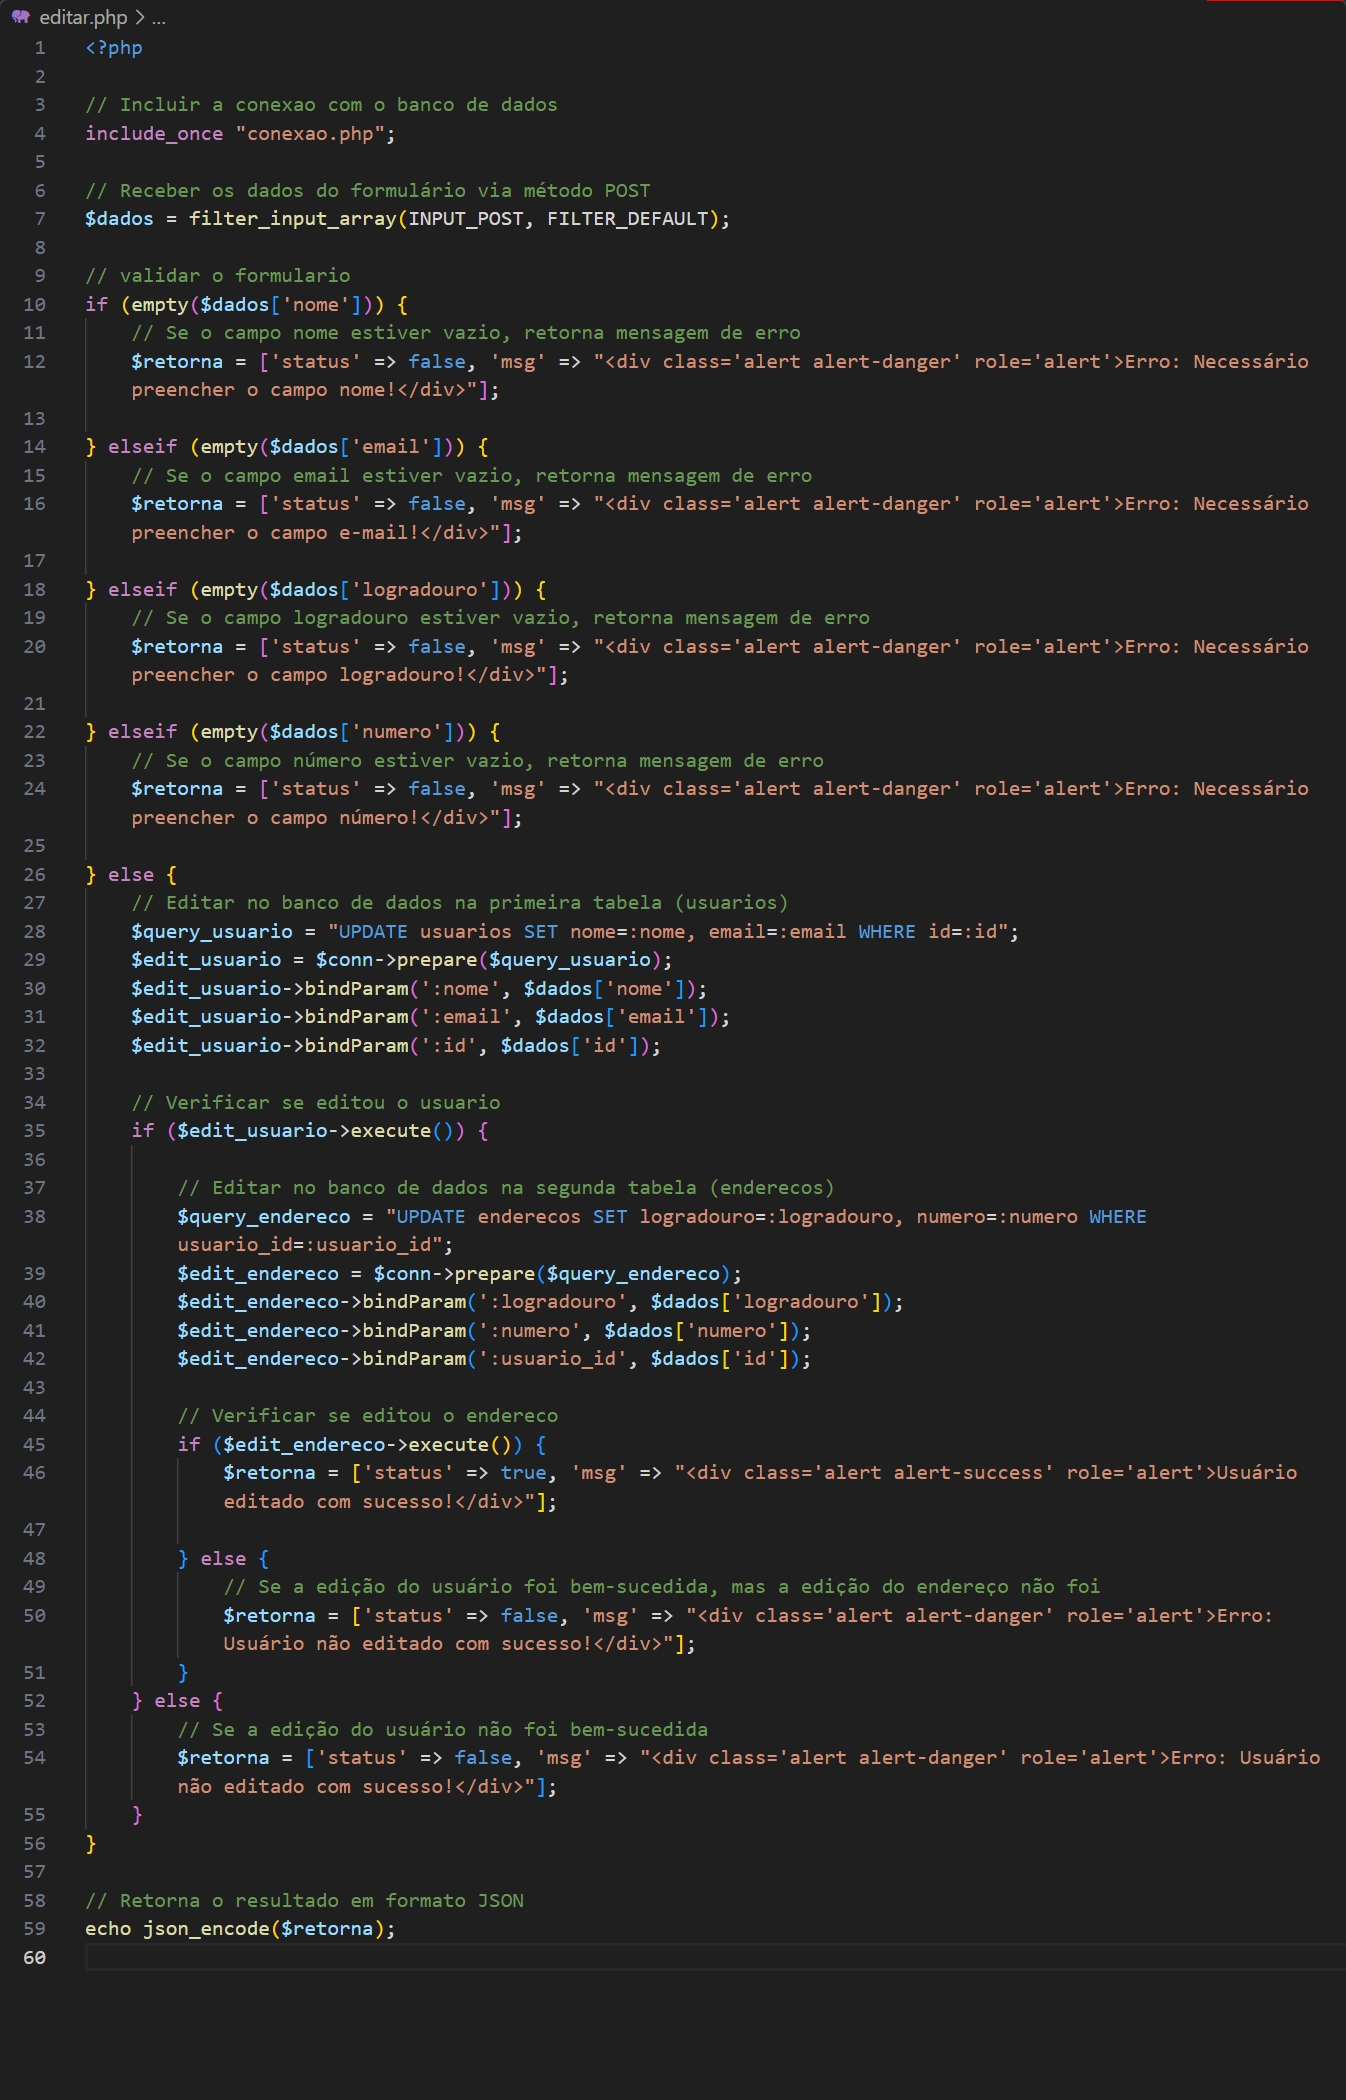 editar.php > ...
1 <?php
2
3 // Incluir a conexao com o banco de dados
4 include_once "conexao.php";
5
6 // Receber os dados do formulário via método POST
7 $dados = filter_input_array(INPUT_POST, FILTER_DEFAULT);
8
9 // validar o formulario
10 if (empty($dados['nome'])) {
11     // Se o campo nome estiver vazio, retorna mensagem de erro
12     $retorna = ['status' => false, 'msg' => "<div class='alert alert-danger' role='alert'>Erro: Necessário
preencher o campo nome!</div>"];
13
14 } elseif (empty($dados['email'])) {
15     // Se o campo email estiver vazio, retorna mensagem de erro
16     $retorna = ['status' => false, 'msg' => "<div class='alert alert-danger' role='alert'>Erro: Necessário
preencher o campo e-mail!</div>"];
17
18 } elseif (empty($dados['logradouro'])) {
19     // Se o campo logradouro estiver vazio, retorna mensagem de erro
20     $retorna = ['status' => false, 'msg' => "<div class='alert alert-danger' role='alert'>Erro: Necessário
preencher o campo logradouro!</div>"];
21
22 } elseif (empty($dados['numero'])) {
23     // Se o campo número estiver vazio, retorna mensagem de erro
24     $retorna = ['status' => false, 'msg' => "<div class='alert alert-danger' role='alert'>Erro: Necessário
preencher o campo número!</div>"];
25
26 } else {
27     // Editar no banco de dados na primeira tabela (usuarios)
28     $query_usuario = "UPDATE usuarios SET nome=:nome, email=:email WHERE id=:id";
29     $edit_usuario = $conn->prepare($query_usuario);
30     $edit_usuario->bindParam(':nome', $dados['nome']);
31     $edit_usuario->bindParam(':email', $dados['email']);
32     $edit_usuario->bindParam(':id', $dados['id']);
33
34     // Verificar se editou o usuario
35     if ($edit_usuario->execute()) {
36
37         // Editar no banco de dados na segunda tabela (enderecos)
38         $query_endereco = "UPDATE enderecos SET logradouro=:logradouro, numero=:numero WHERE
usuario_id=:usuario_id";
39         $edit_endereco = $conn->prepare($query_endereco);
40         $edit_endereco->bindParam(':logradouro', $dados['logradouro']);
41         $edit_endereco->bindParam(':numero', $dados['numero']);
42         $edit_endereco->bindParam(':usuario_id', $dados['id']);
43
44         // Verificar se editou o endereco
45         if ($edit_endereco->execute()) {
46             $retorna = ['status' => true, 'msg' => "<div class='alert alert-success' role='alert'>Usuário
editado com sucesso!</div>"];
47
48         } else {
49             // Se a edição do usuário foi bem-sucedida, mas a edição do endereço não foi
50             $retorna = ['status' => false, 'msg' => "<div class='alert alert-danger' role='alert'>Erro:
Usuário não editado com sucesso!</div>"];
51         }
52     } else {
53         // Se a edição do usuário não foi bem-sucedida
54         $retorna = ['status' => false, 'msg' => "<div class='alert alert-danger' role='alert'>Erro: Usuário
não editado com sucesso!</div>"];
55     }
56 }
57
58 // Retorna o resultado em formato JSON
59 echo json_encode($retorna);
60